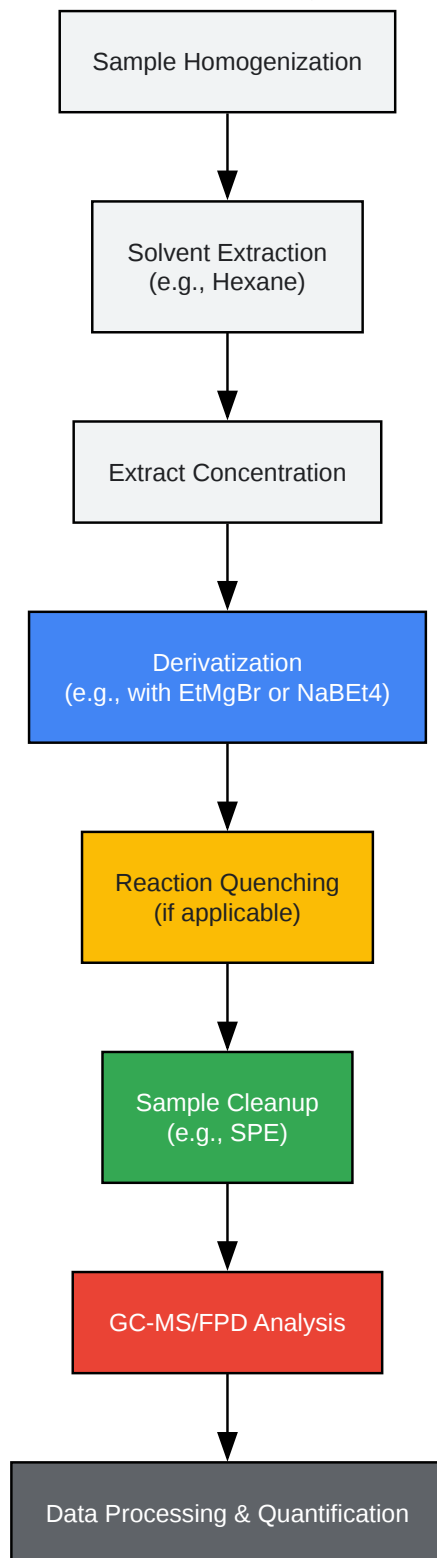 Sample Homogenization
Solvent Extraction
(e.g., Hexane)
Extract Concentration
Derivatization
(e.g., with EtMgBr or NaBEt4)
Reaction Quenching
(if applicable)
Sample Cleanup
(e.g., SPE)
GC-MS/FPD Analysis
Data Processing & Quantification